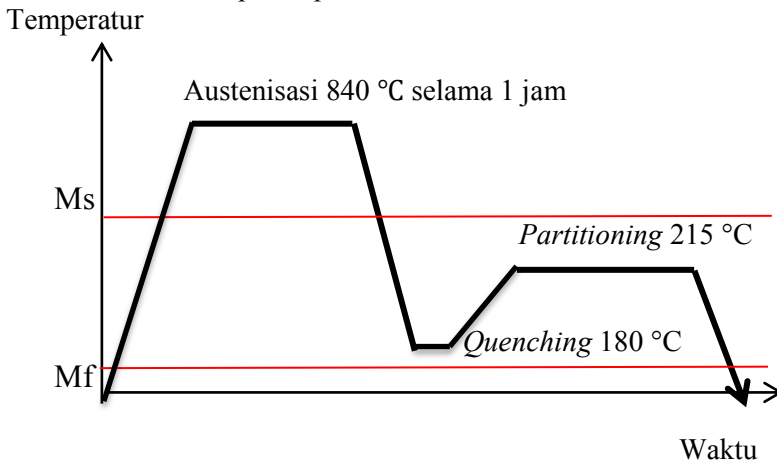 Temperatur
Austenisasi 840 °C selama 1 jam
Ms
Partitioning 215 °C
Quenching 180 °C
Mf
Waktu